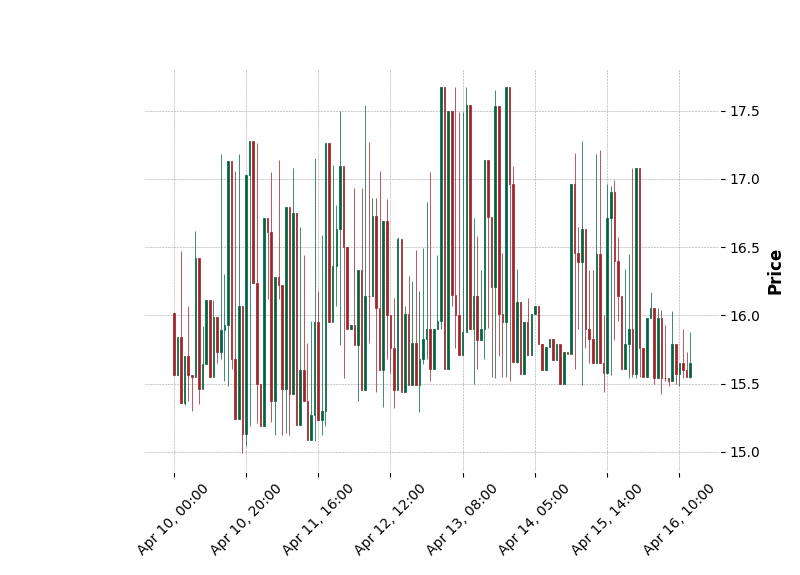 17.5
17.0
16.5
16.0
15.5
15.0
Price
Apr 10, 00:00
Apr 10, 20:00
Apr 11, 16:00
Apr 12, 12:00
Apr 13, 08:00
Apr 14, 05:00
Apr 15, 14:00
Apr 16, 10:00